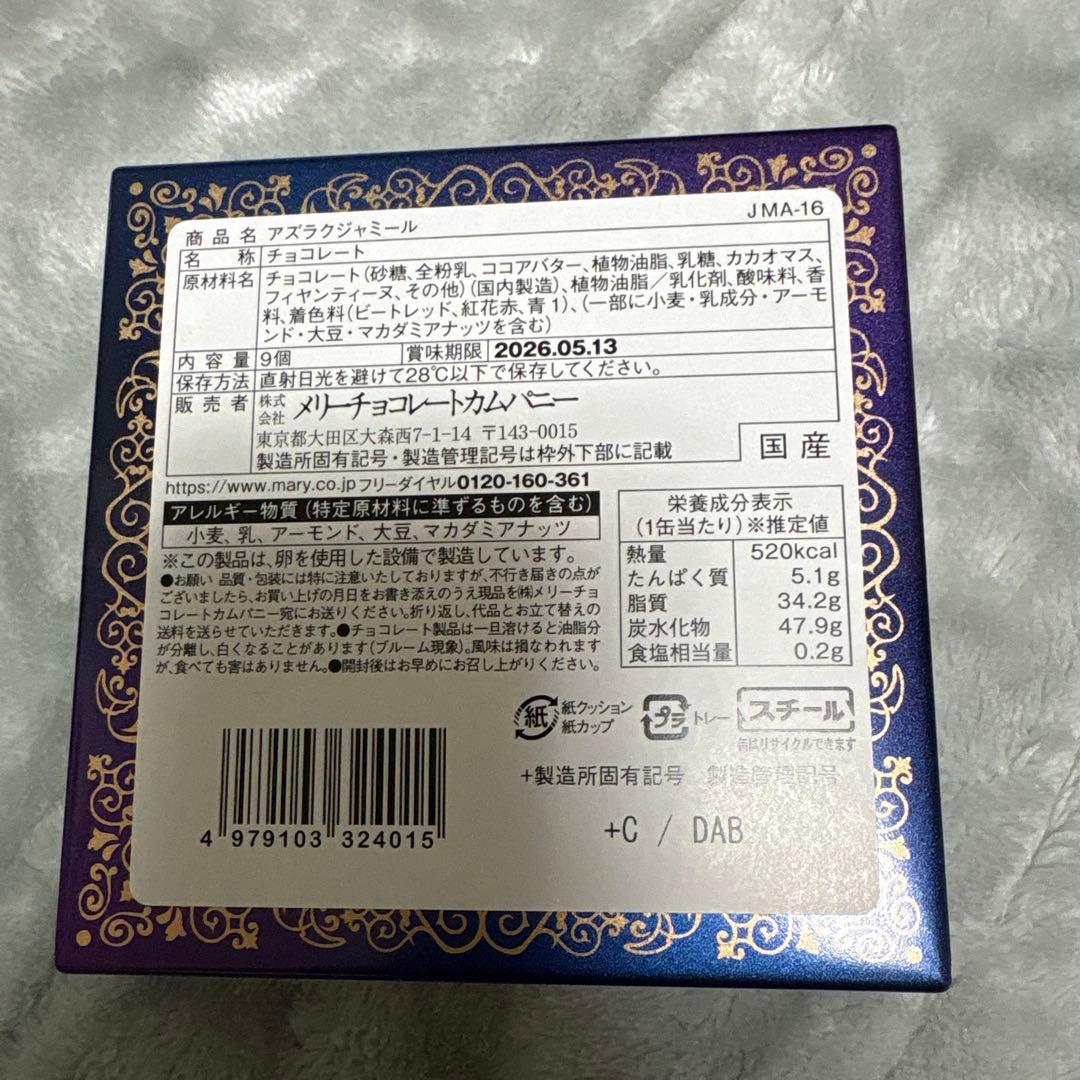 JMA-16
商品名 アズラクジャミール
名称 チョコレート
原材料名 チョコレート(砂糖、全粉乳、ココアバター、植物油脂、乳糖、カカオマス、
フィヤンティーヌ、その他)(国内製造)、植物油脂/乳化剤、酸味料、香
料、着色料(ビートレッド、紅花赤、青1)、(一部に小麦・乳成分・アーモ
ンド・大豆・マカダミアナッツを含む)
内容量 9個 賞味期限 2026.05.13
保存方法 直射日光を避けて28℃以下で保存してください。
販売者 株式会社 メリーチョコレートカムパニー
東京都大田区大森西7-1-14 〒143-0015
製造所固有記号・製造管理記号は枠外下部に記載
国産
https://www.mary.co.jp フリーダイヤル0120-160-361
アレルギー物質(特定原材料に準ずるものを含む)
小麦、乳、アーモンド、大豆、マカダミアナッツ
※この製品は、卵を使用した設備で製造しています。
●お願い 品質・包装には特に注意いたしておりますが、不行き届きの点が
ございましたら、お買い上げの月日をお書き添えのうえ現品を㈱メリーチョ
コレートカムパニー宛にお送りください。折り返し、代品とお立て替えの
送料を送らせていただきます。●チョコレート製品は一旦溶けると油脂分
が分離し、白くなることがあります(ブルーム現象)。風味は損なわれます
が、食べても害はありません。●開封後はお早めにお召し上がりください。
栄養成分表示
(1缶当たり)※推定値
熱量 520kcal
たんぱく質 5.1g
脂質 34.2g
炭水化物 47.9g
食塩相当量 0.2g
紙 紙クッション
紙カップ
プラ トレー
スチール
缶はリサイクルできます
+製造所固有記号 製造管理記号
+C / DAB
4 979103 324015